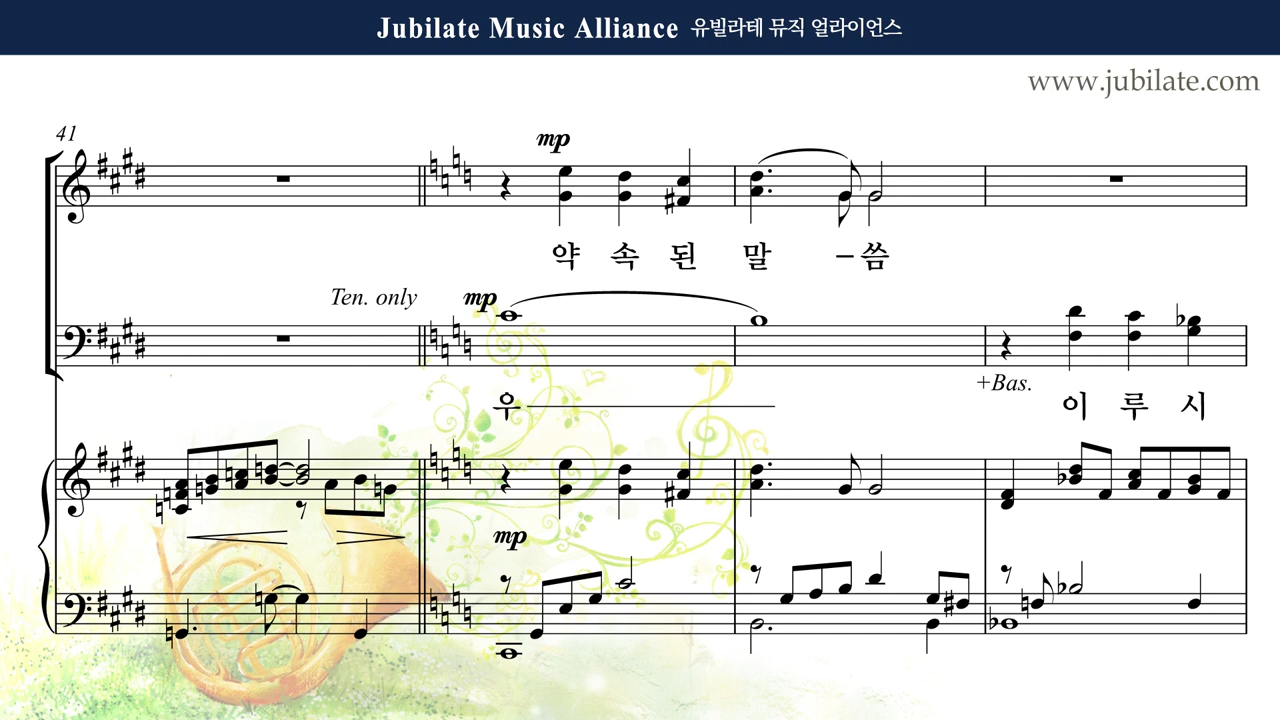 Jubilate Music Alliance 유빌라테 뮤직 얼라이언스
www.jubilate.com
41
mp
약 속 된 말 – 씀
Ten. only mp
+Bas.
우 이 루 시
mp